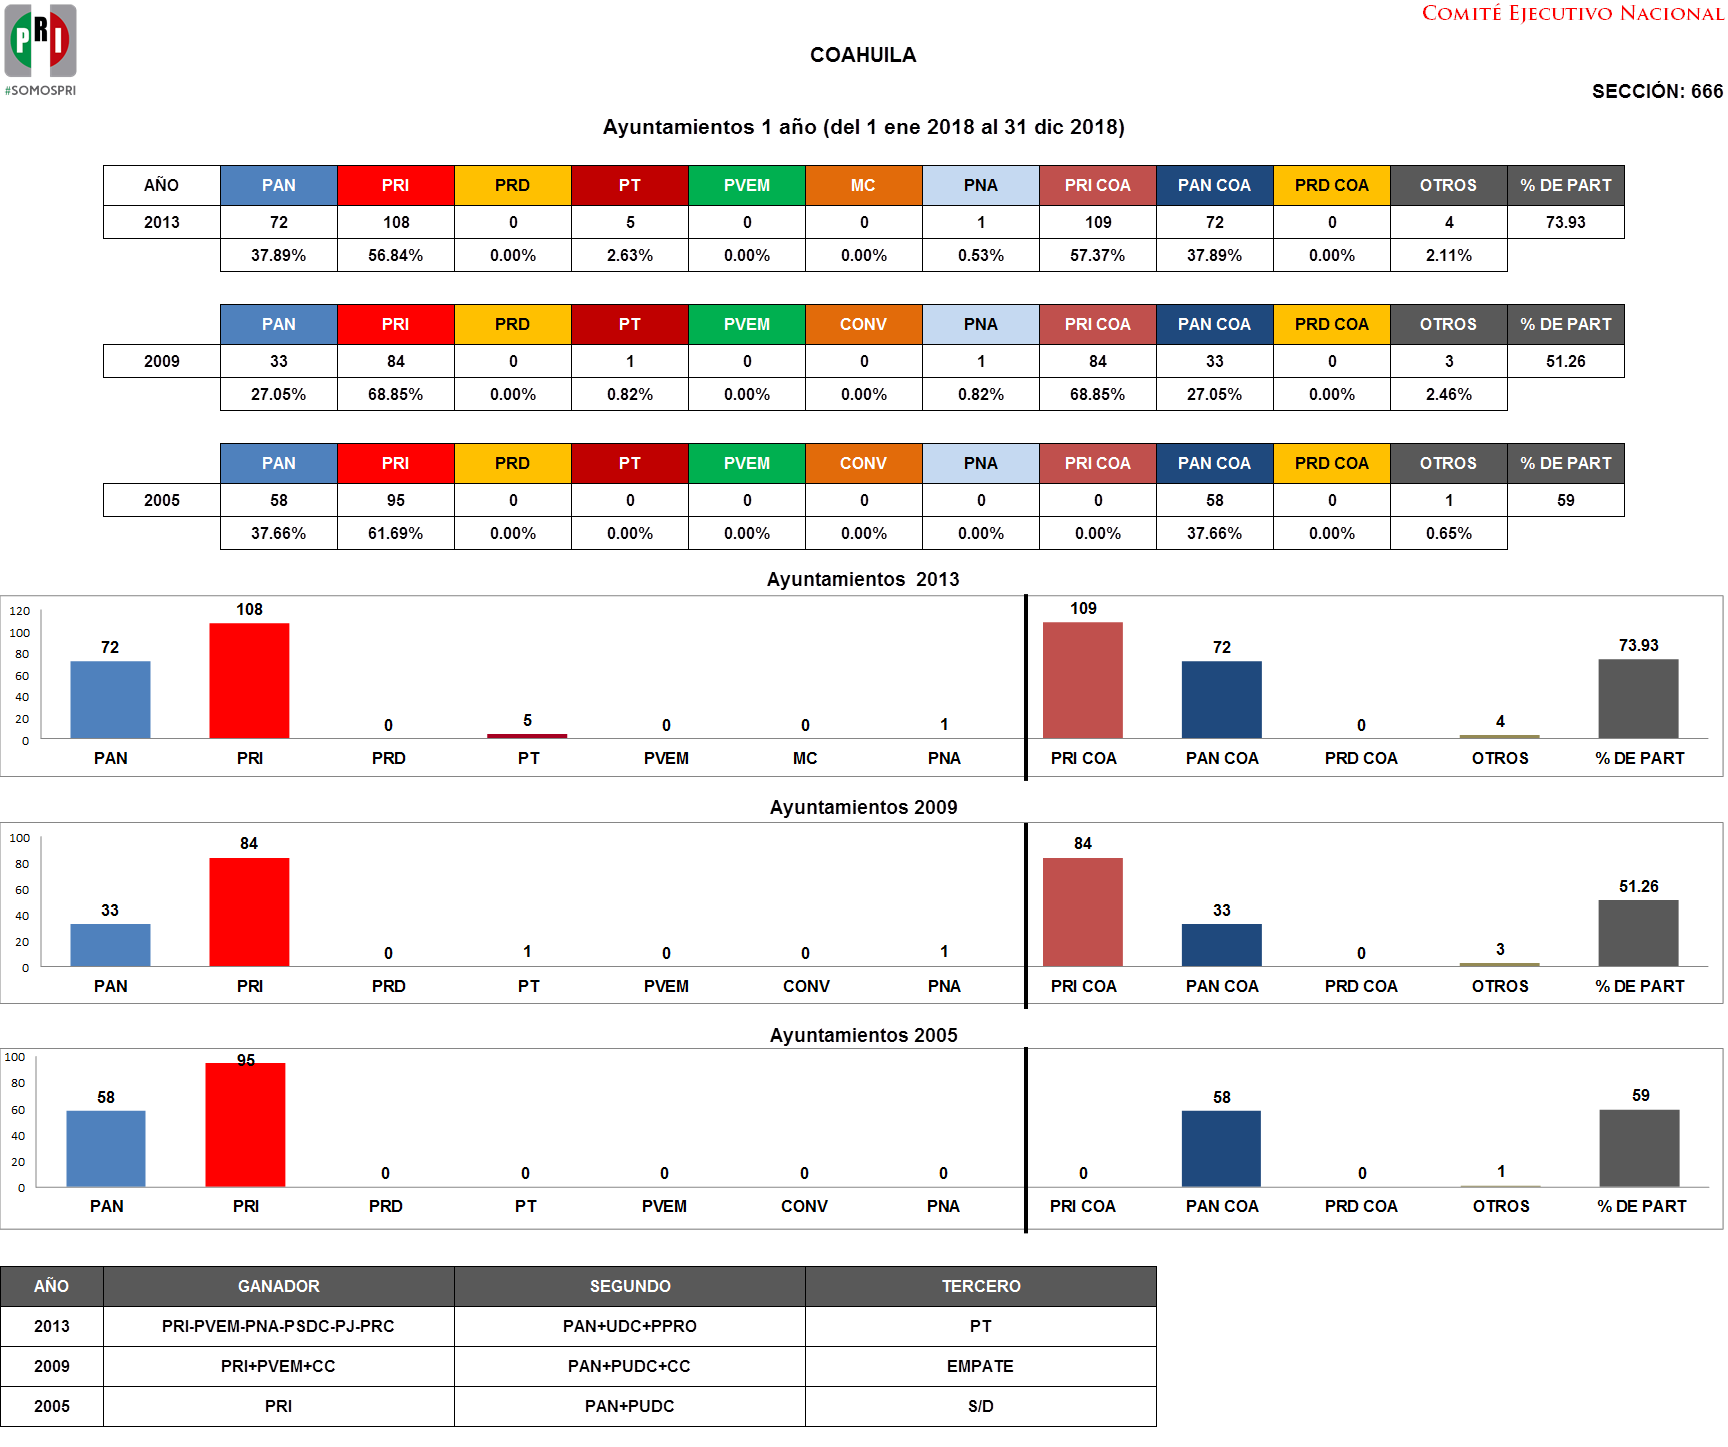 COMITÉ EJECUTIVO NACIONAL
PRI
#SOMOSPRI
COAHUILA
SECCIÓN: 666
Ayuntamientos 1 año (del 1 ene 2018 al 31 dic 2018)
AÑO PAN PRI PRD PT PVEM MC PNA PRI COA PAN COA PRD COA OTROS % DE PART
2013 72 108 0 5 0 0 1 109 72 0 4 73.93
37.89% 56.84% 0.00% 2.63% 0.00% 0.00% 0.53% 57.37% 37.89% 0.00% 2.11%
PAN PRI PRD PT PVEM CONV PNA PRI COA PAN COA PRD COA OTROS % DE PART
2009 33 84 0 1 0 0 1 84 33 0 3 51.26
27.05% 68.85% 0.00% 0.82% 0.00% 0.00% 0.82% 68.85% 27.05% 0.00% 2.46%
PAN PRI PRD PT PVEM CONV PNA PRI COA PAN COA PRD COA OTROS % DE PART
2005 58 95 0 0 0 0 0 0 58 0 1 59
37.66% 61.69% 0.00% 0.00% 0.00% 0.00% 0.00% 0.00% 37.66% 0.00% 0.65%
Ayuntamientos 2013
120
100
80
60
40
20
0
72 108 0 5 0 0 1 109 72 0 4 73.93
PAN PRI PRD PT PVEM MC PNA PRI COA PAN COA PRD COA OTROS % DE PART
Ayuntamientos 2009
100
80
60
40
20
0
33 84 0 1 0 0 1 84 33 0 3 51.26
PAN PRI PRD PT PVEM CONV PNA PRI COA PAN COA PRD COA OTROS % DE PART
Ayuntamientos 2005
100
80
60
40
20
0
58 95 0 0 0 0 0 0 58 0 1 59
PAN PRI PRD PT PVEM CONV PNA PRI COA PAN COA PRD COA OTROS % DE PART
AÑO GANADOR SEGUNDO TERCERO
2013 PRI-PVEM-PNA-PSDC-PJ-PRC PAN+UDC+PPRO PT
2009 PRI+PVEM+CC PAN+PUDC+CC EMPATE
2005 PRI PAN+PUDC S/D